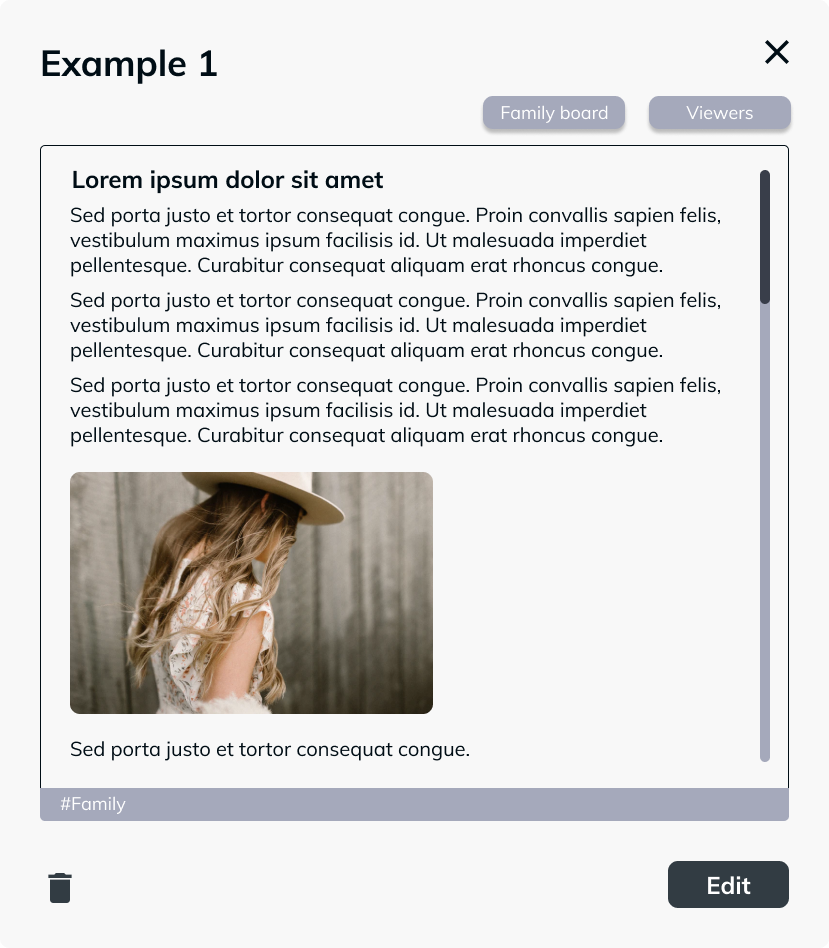 Example 1
Family board
Viewers
Lorem ipsum dolor sit amet
Sed porta justo et tortor consequat congue. Proin convallis sapien felis,
vestibulum maximus ipsum facilisis id. Ut malesuada imperdiet
pellentesque. Curabitur consequat aliquam erat rhoncus congue.
Sed porta justo et tortor consequat congue. Proin convallis sapien felis,
vestibulum maximus ipsum facilisis id. Ut malesuada imperdiet
pellentesque. Curabitur consequat aliquam erat rhoncus congue.
Sed porta justo et tortor consequat congue. Proin convallis sapien felis,
vestibulum maximus ipsum facilisis id. Ut malesuada imperdiet
pellentesque. Curabitur consequat aliquam erat rhoncus congue.
Sed porta justo et tortor consequat congue.
#Family
Edit